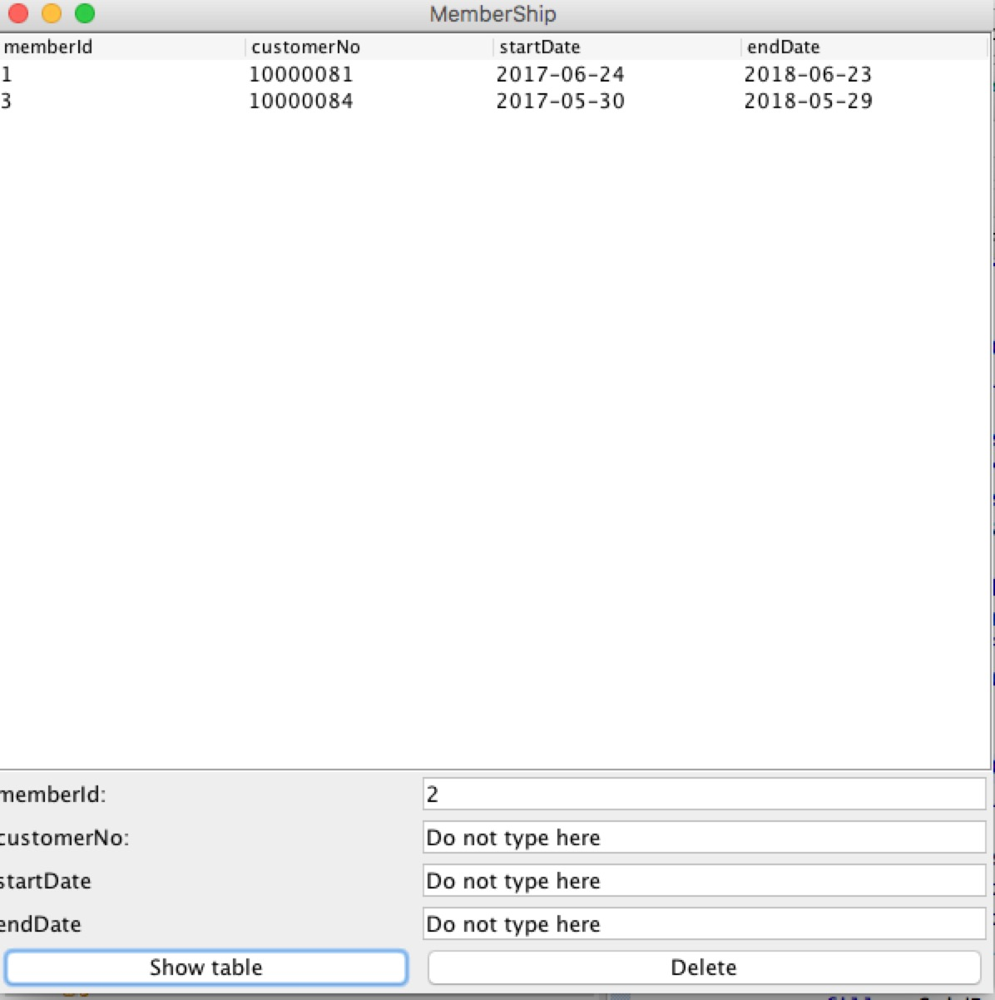 MemberShip
memberId customerNo startDate endDate
1 10000081 2017-06-24 2018-06-23
3 10000084 2017-05-30 2018-05-29
memberId: 2
customerNo: Do not type here
startDate Do not type here
endDate Do not type here
Show table Delete